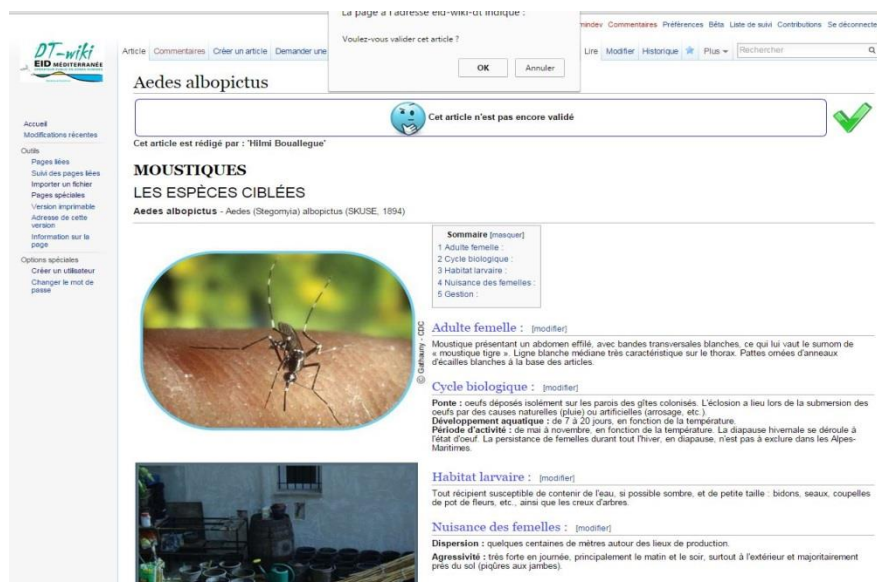 La page à l'adresse eid-wiki-dt indique :
Voulez-vous valider cet article ?
OK Annuler
mindev Commentaires Préférences Bêta Liste de suivi Contributions Se déconnecter
DT-wiki
EID MÉDITERRANÉE
Article Commentaires Créer un article Demander une
Lire Modifier Historique Plus Rechercher
Aedes albopictus
Cet article n'est pas encore validé
Cet article est rédigé par : 'Hilmi Bouallegue'
Accueil
Modifications récentes
Outils
Pages liées
Suivi des pages liées
Importer un fichier
Pages spéciales
Version imprimable
Adresse de cette
version
Information sur la
page
Options spéciales
Créer un utilisateur
Changer le mot de
passe
MOUSTIQUES
LES ESPÈCES CIBLÉES
Aedes albopictus - Aedes (Stegomyia) albopictus (SKUSE, 1894)
© Gathauny - CDC
Sommaire [masquer]
1 Adulte femelle :
2 Cycle biologique :
3 Habitat larvaire :
4 Nuisance des femelles :
5 Gestion :
Adulte femelle : [modifier]
Moustique présentant un abdomen effilé, avec bandes transversales blanches, ce qui lui vaut le surnom de
« moustique tigre ». Ligne blanche médiane très caractéristique sur le thorax. Pattes ornées d'anneaux
d'écailles blanches à la base des articles.
Cycle biologique : [modifier]
Ponte : oeufs déposés isolément sur les parois des gîtes colonisés. L'éclosion a lieu lors de la submersion des
oeufs par des causes naturelles (pluie) ou artificielles (arrosage, etc.).
Développement aquatique : de 7 à 20 jours, en fonction de la température.
Période d'activité : de mai à novembre, en fonction de la température. La diapause hivernale se déroule à
l'état d'oeuf. La persistance de femelles durant tout l'hiver, en diapause, n'est pas à exclure dans les Alpes-
Maritimes.
Habitat larvaire : [modifier]
Tout récipient susceptible de contenir de l'eau, si possible sombre, et de petite taille : bidons, seaux, coupelles
de pot de fleurs, etc., ainsi que les creux d'arbres.
Nuisance des femelles : [modifier]
Dispersion : quelques centaines de mètres autour des lieux de production.
Agressivité : très forte en journée, principalement le matin et le soir, surtout à l'extérieur et majoritairement
près du sol (piqûres aux jambes).